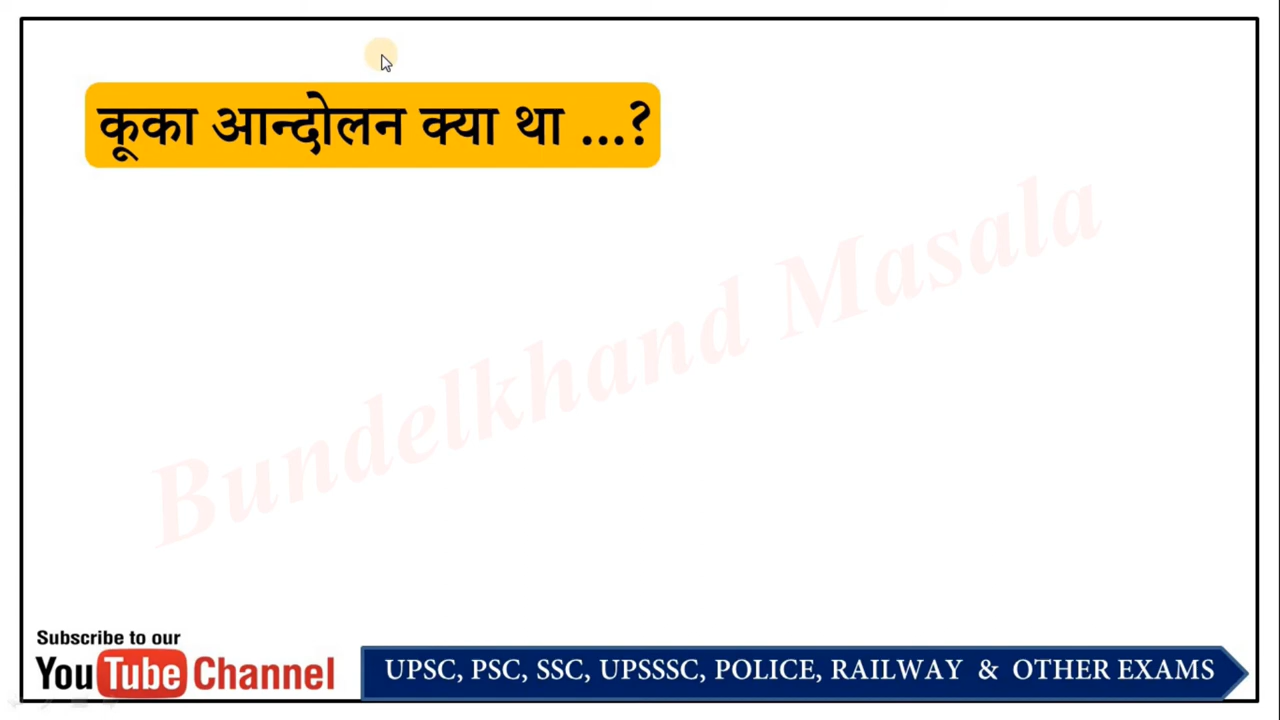 कूका आन्दोलन क्या था ...?
Bundelkhand Masala
Subscribe to our
YouTube Channel
UPSC, PSC, SSC, UPSSSC, POLICE, RAILWAY & OTHER EXAMS